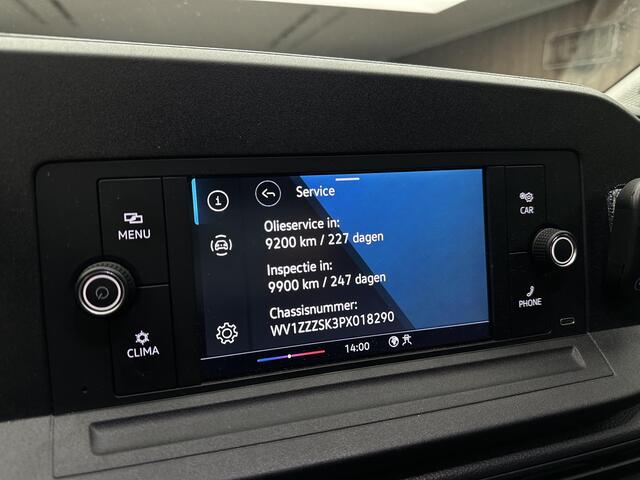 Service
Olieservice in:
9200 km / 227 dagen
Inspectie in:
9900 km / 247 dagen
Chassisnummer:
WV1ZZZSK3PX018290
14:00
MENU
CLIMA
CAR
PHONE